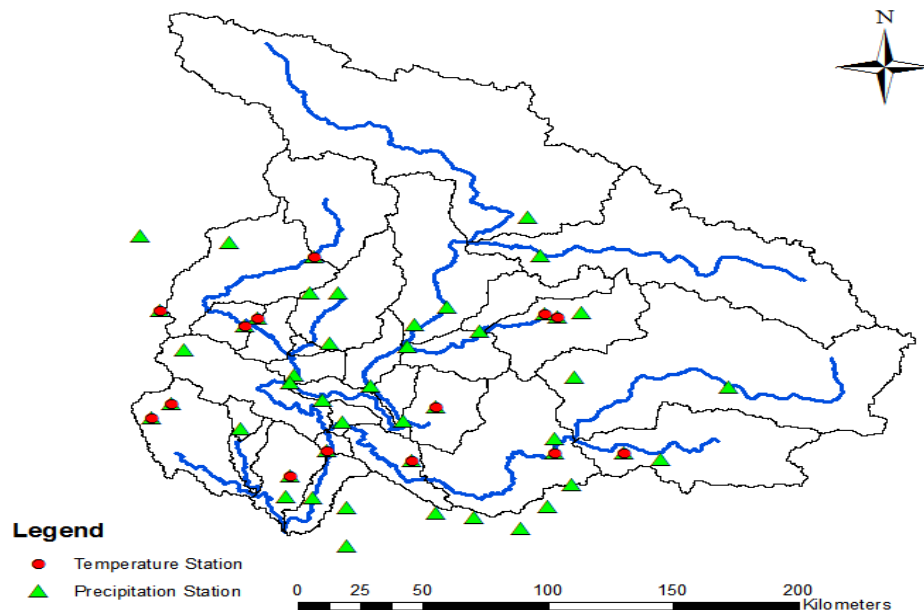 N
Legend
Temperature Station
Precipitation Station
0 25 50 100 150 200
Kilometers